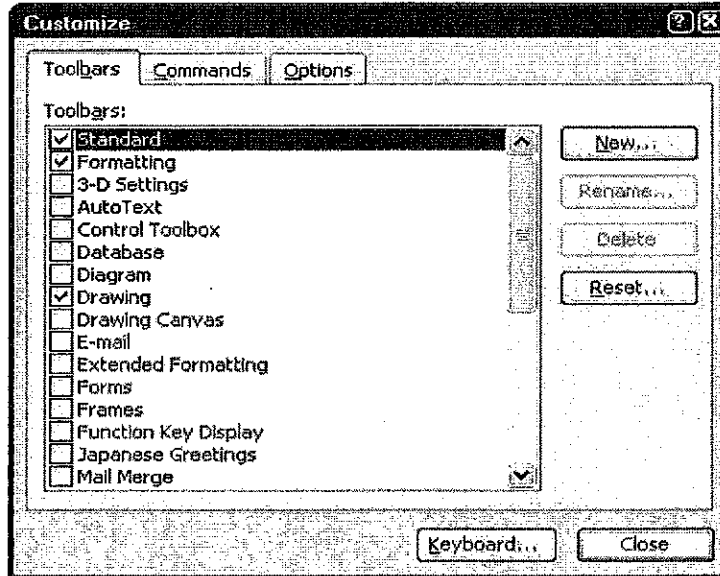 Customize
Toolbars Commands Options
Toolbars:
Standard
Formatting
3-D Settings
AutoText
Control Toolbox
Database
Diagram
Drawing
Drawing Canvas
E-mail
Extended Formatting
Forms
Frames
Function Key Display
Japanese Greetings
Mail Merge
New...
Rename...
Delete
Reset...
Keyboard... Close